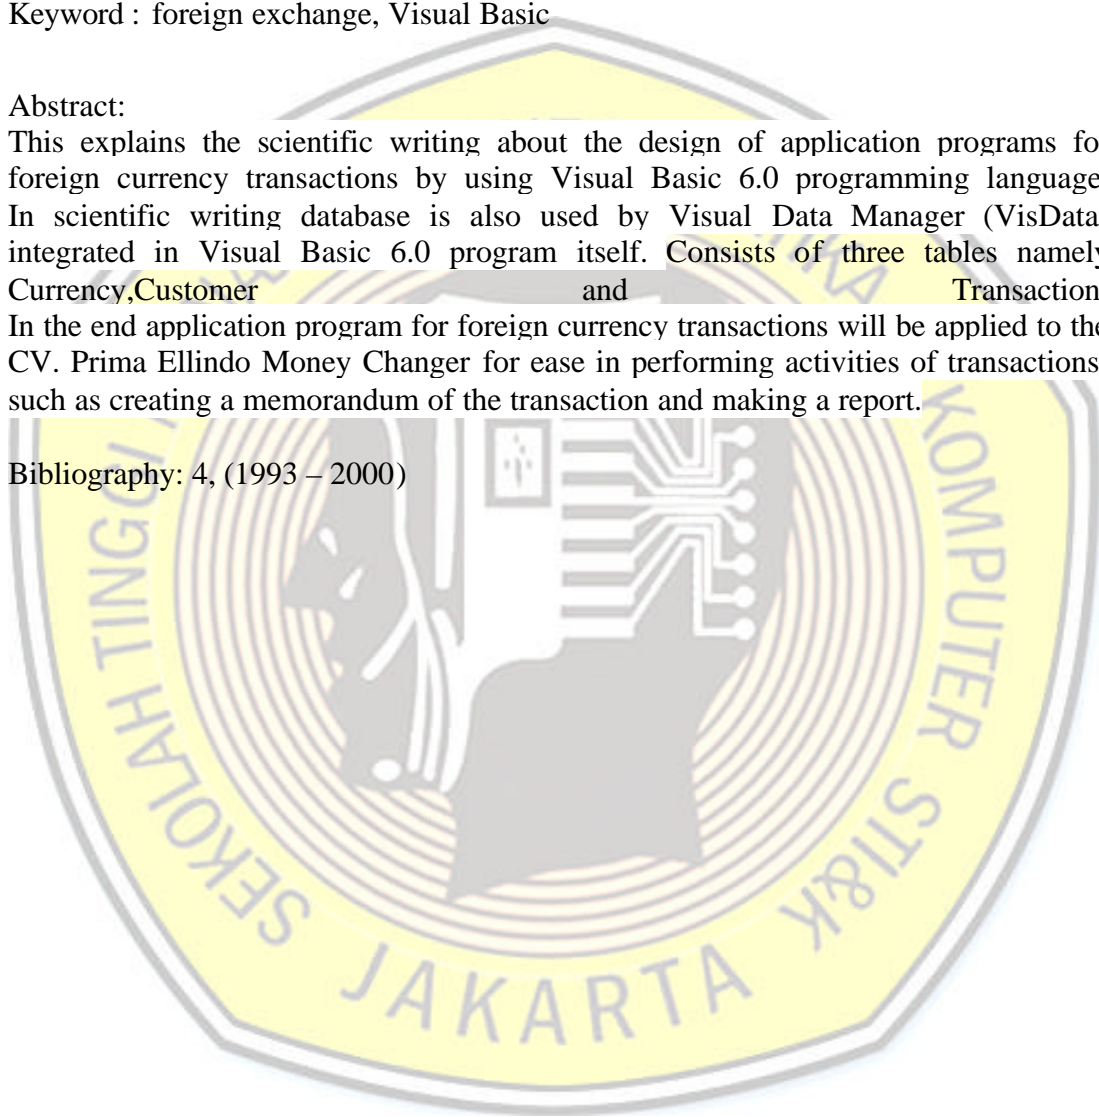 Keyword : foreign exchange, Visual Basic
Abstract:
This explains the scientific writing about the design of application programs fo
foreign currency transactions by using Visual Basic 6.0 programming language
In scientific writing database is also used by Visual Data Manager (VisData
integrated in Visual Basic 6.0 program itself. Consists of three tables namely
Currency,Customer and Transaction
In the end application program for foreign currency transactions will be applied to the
CV. Prima Ellindo Money Changer for ease in performing activities of transactions
such as creating a memorandum of the transaction and making a report.
Bibliography: 4, (1993 – 2000)
SEKOLAH TINGGI
KOMPUTER STI&K
JAKARTA